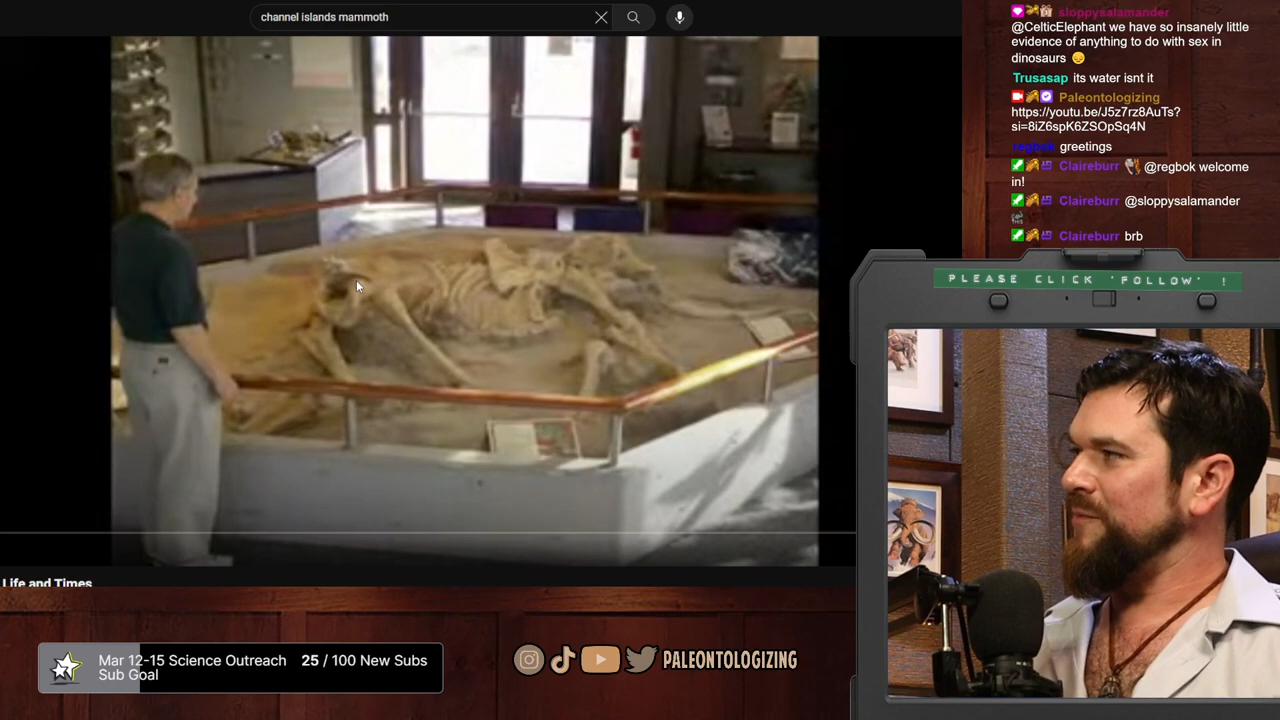 channel islands mammoth
sloppysalamander
@CelticElephant we have so insanely little
evidence of anything to do with sex in
dinosaurs 😔
Trusasap its water isnt it
Paleontologizing
https://youtu.be/J5z7rz8AuTs?
si=8iZ6spK6ZSOpSq4N
regbok greetings
Claireburr @regbok welcome
in!
Claireburr @sloppysalamander
Claireburr brb
PLEASE CLICK 'FOLLOW' !
Life and Times
Mar 12-15 Science Outreach 25 / 100 New Subs
Sub Goal
PALEONTOLOGIZING